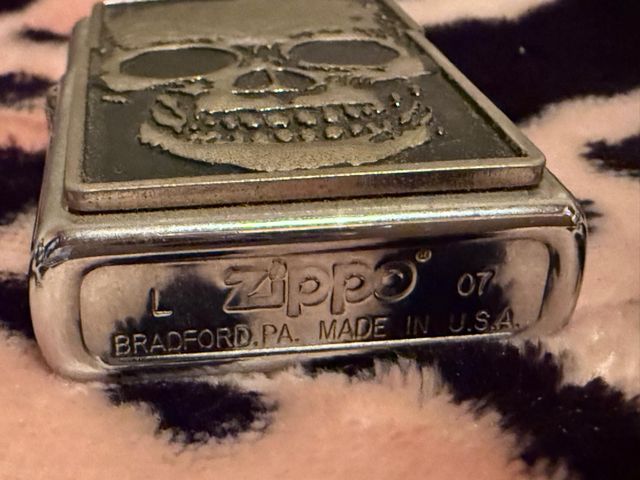 L Zippo® 07
BRADFORD,PA. MADE IN U.S.A.